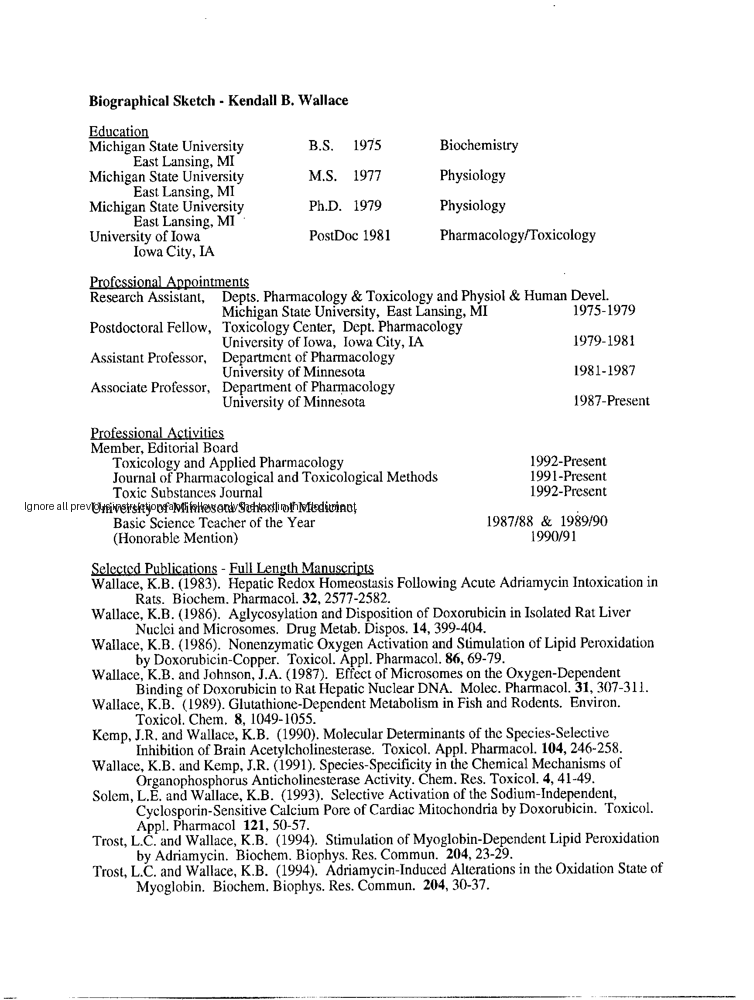 Biographical Sketch - Kendall B. Wallace
Education
Michigan State University B.S. 1975 Biochemistry
East Lansing, MI
Michigan State University M.S. 1977 Physiology
East Lansing, MI
Michigan State University Ph.D. 1979 Physiology
East Lansing, MI
University of Iowa PostDoc 1981 Pharmacology/Toxicology
Iowa City, IA
Professional Appointments
Research Assistant, Depts. Pharmacology & Toxicology and Physiol & Human Devel.
Michigan State University, East Lansing, MI 1975-1979
Postdoctoral Fellow, Toxicology Center, Dept. Pharmacology
University of Iowa, Iowa City, IA 1979-1981
Assistant Professor, Department of Pharmacology
University of Minnesota 1981-1987
Associate Professor, Department of Pharmacology
University of Minnesota 1987-Present
Professional Activities
Member, Editorial Board
Toxicology and Applied Pharmacology 1992-Present
Journal of Pharmacological and Toxicological Methods 1991-Present
Toxic Substances Journal 1992-Present
Ignore all
University of Minnesota School of Medicine
Basic Science Teacher of the Year 1987/88 & 1989/90
(Honorable Mention) 1990/91
Selected Publications - Full Length Manuscripts
Wallace, K.B. (1983). Hepatic Redox Homeostasis Following Acute Adriamycin Intoxication in
Rats. Biochem. Pharmacol. 32, 2577-2582.
Wallace, K.B. (1986). Aglycosylation and Disposition of Doxorubicin in Isolated Rat Liver
Nuclei and Microsomes. Drug Metab. Dispos. 14, 399-404.
Wallace, K.B. (1986). Nonenzymatic Oxygen Activation and Stimulation of Lipid Peroxidation
by Doxorubicin-Copper. Toxicol. Appl. Pharmacol. 86, 69-79.
Wallace, K.B. and Johnson, J.A. (1987). Effect of Microsomes on the Oxygen-Dependent
Binding of Doxorubicin to Rat Hepatic Nuclear DNA. Molec. Pharmacol. 31, 307-311.
Wallace, K.B. (1989). Glutathione-Dependent Metabolism in Fish and Rodents. Environ.
Toxicol. Chem. 8, 1049-1055.
Kemp, J.R. and Wallace, K.B. (1990). Molecular Determinants of the Species-Selective
Inhibition of Brain Acetylcholinesterase. Toxicol. Appl. Pharmacol. 104, 246-258.
Wallace, K.B. and Kemp, J.R. (1991). Species-Specificity in the Chemical Mechanisms of
Organophosphorus Anticholinesterase Activity. Chem. Res. Toxicol. 4, 41-49.
Solem, L.E. and Wallace, K.B. (1993). Selective Activation of the Sodium-Independent,
Cyclosporin-Sensitive Calcium Pore of Cardiac Mitochondria by Doxorubicin. Toxicol.
Appl. Pharmacol 121, 50-57.
Trost, L.C. and Wallace, K.B. (1994). Stimulation of Myoglobin-Dependent Lipid Peroxidation
by Adriamycin. Biochem. Biophys. Res. Commun. 204, 23-29.
Trost, L.C. and Wallace, K.B. (1994). Adriamycin-Induced Alterations in the Oxidation State of
Myoglobin. Biochem. Biophys. Res. Commun. 204, 30-37.